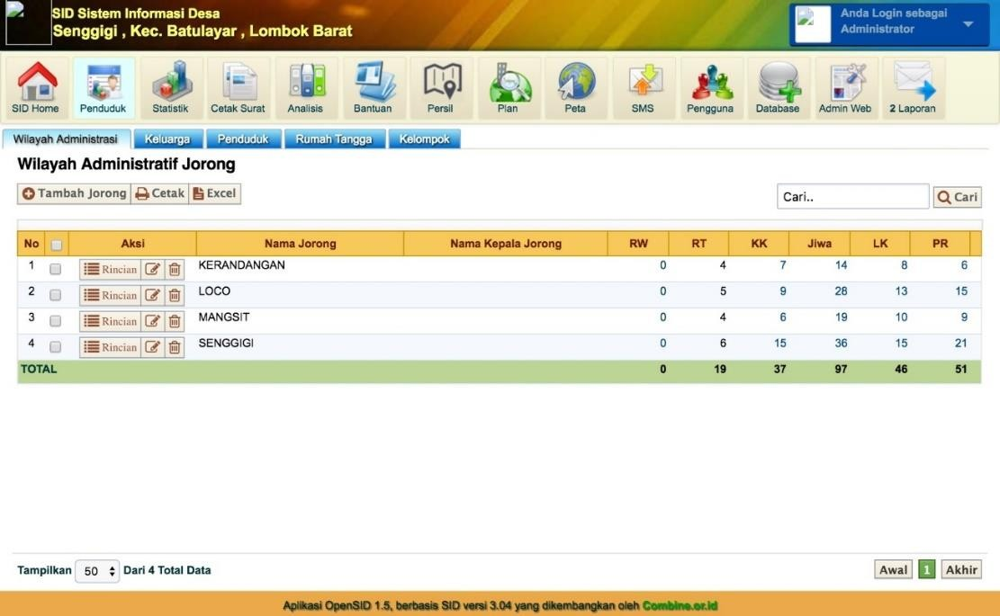 SID Sistem Informasi Desa
Senggigi , Kec. Batulayar , Lombok Barat
Anda Login sebagai
Administrator
SID Home Penduduk Statistik Cetak Surat Analisis Bantuan Persil Plan Peta SMS Pengguna Database Admin Web 2 Laporan
Wilayah Administrasi Keluarga Penduduk Rumah Tangga Kelompok
Wilayah Administratif Jorong
Tambah Jorong Cetak Excel Cari.. Cari
No Aksi Nama Jorong Nama Kepala Jorong RW RT KK Jiwa LK PR
1 Rincian KERANDANGAN 0 4 7 14 8 6
2 Rincian LOCO 0 5 9 28 13 15
3 Rincian MANGSIT 0 4 6 19 10 9
4 Rincian SENGGIGI 0 6 15 36 15 21
TOTAL 0 19 37 97 46 51
Tampilkan 50 Dari 4 Total Data Awal 1 Akhir
Aplikasi OpenSID 1.5, berbasis SID versi 3.04 yang dikembangkan oleh Combine.or.id